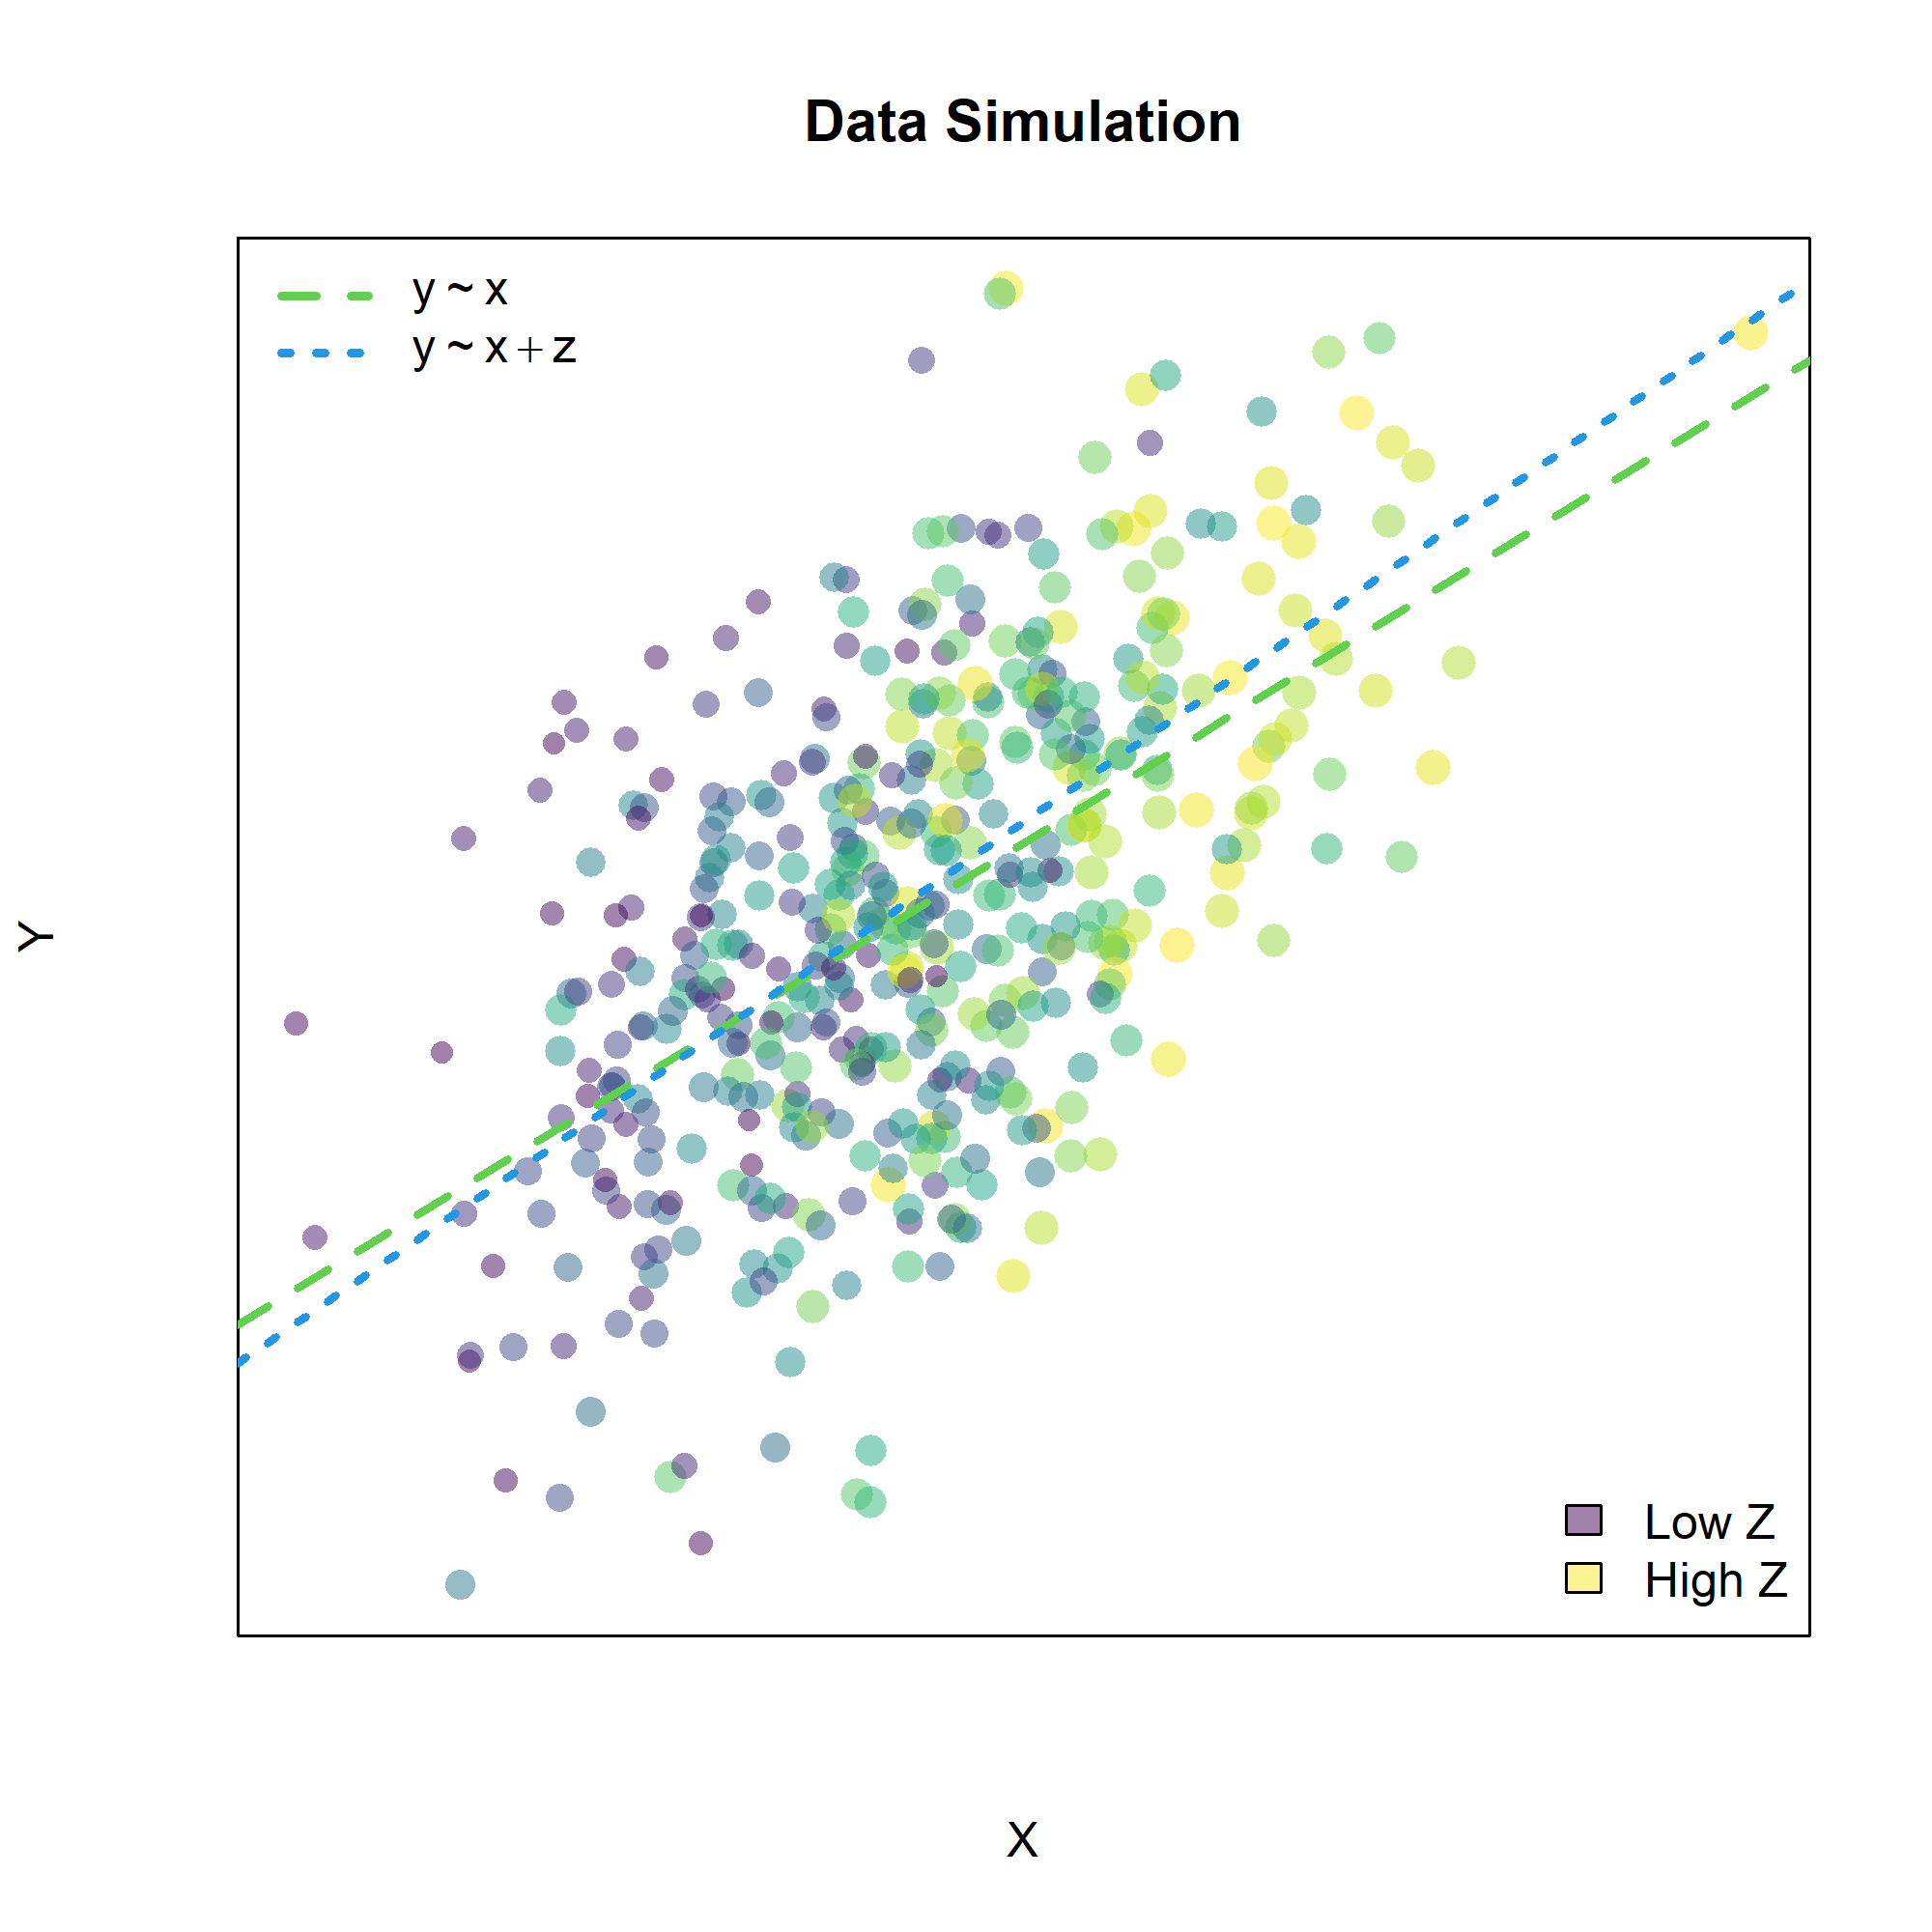 Data Simulation
y ~ x
y ~ x + z
Y
Low Z
High Z
X